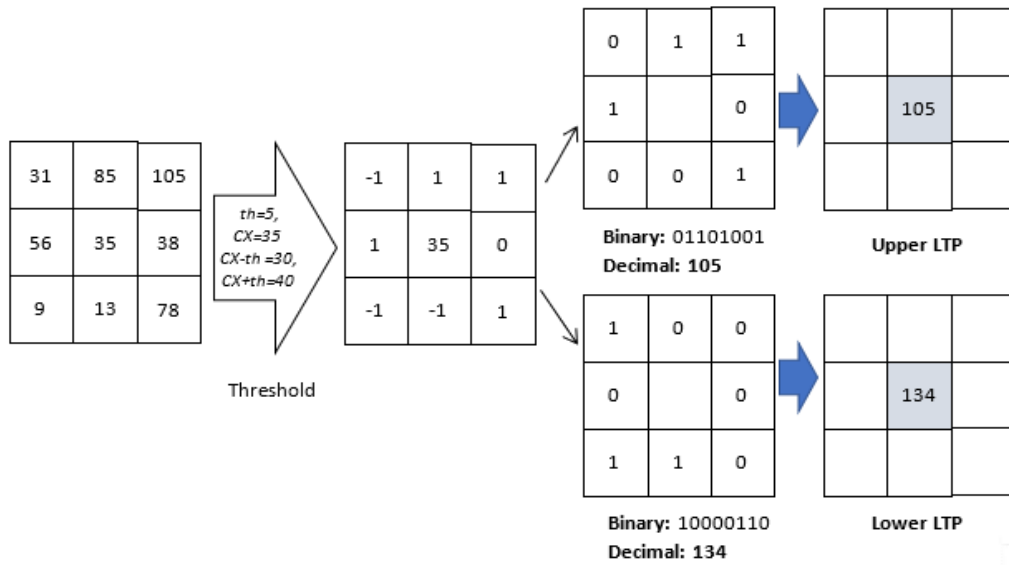 31 85 105
56 35 38
9 13 78
th=5,
CX=35
CX-th =30,
CX+th=40
Threshold
-1 1 1
1 35 0
-1 -1 1
0 1 1
1 0
0 0 1
Binary: 01101001
Decimal: 105
105
Upper LTP
1 0 0
0 0
1 1 0
Binary: 10000110
Decimal: 134
134
Lower LTP